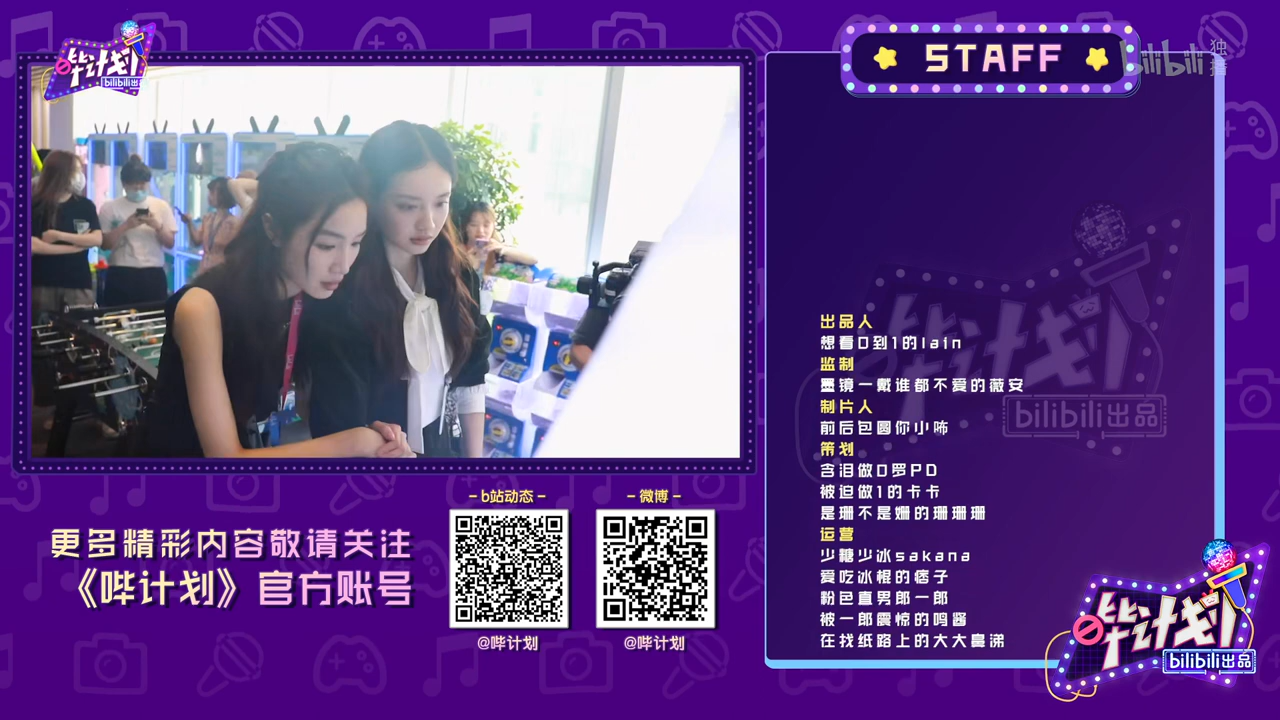 哔计划
bilibili出品
STAFF
bilibili独播
出品人
想看0到1的lain
监制
墨镜一戴谁都不爱的薇安
制片人
前后包圆你小咘
策划
含泪做0罗PD
被迫做1的卡卡
是珊不是姗的珊珊珊
运营
少糖少冰sakana
爱吃冰棍的痞子
粉色直男郎一郎
被一郎震惊的鸣酱
在我纸路上的大大鼻涕
哔计划
bilibili出品
- b站动态 -
- 微博 -
更多精彩内容敬请关注
《哔计划》官方账号
@哔计划
@哔计划
哔计划
bilibili出品